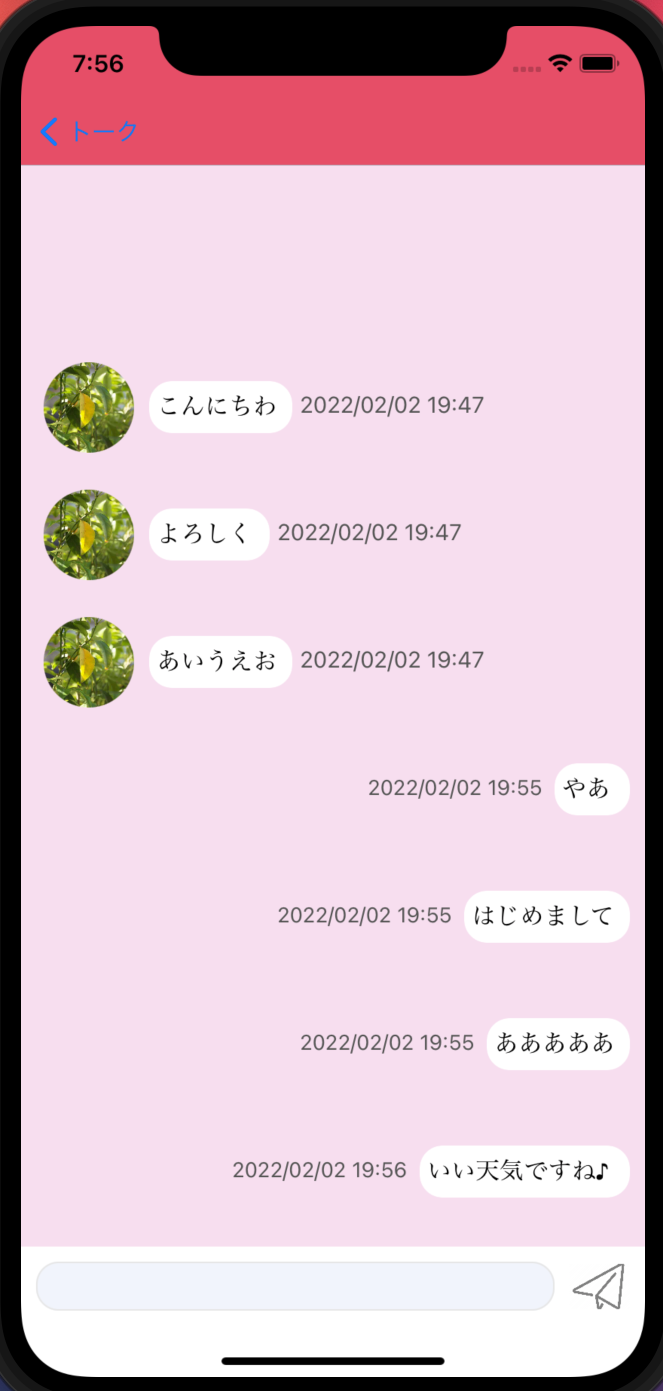 7:56
トーク
こんにちわ 2022/02/02 19:47
よろしく 2022/02/02 19:47
あいうえお 2022/02/02 19:47
2022/02/02 19:55 やあ
2022/02/02 19:55 はじめまして
2022/02/02 19:55 あああああ
2022/02/02 19:56 いい天気ですね♪